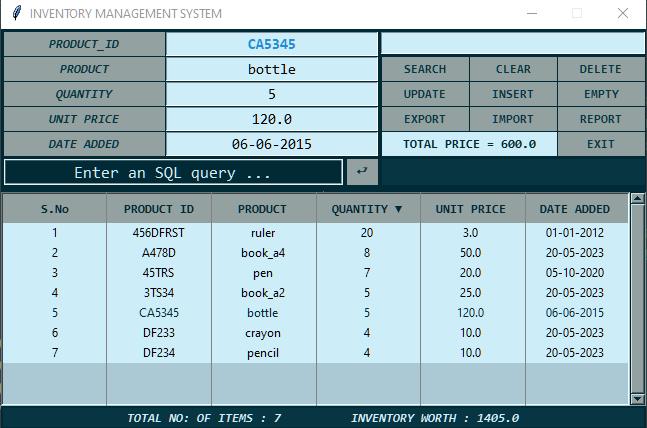 INVENTORY MANAGEMENT SYSTEM
PRODUCT_ID CA5345
PRODUCT bottle SEARCH CLEAR DELETE
QUANTITY 5 UPDATE INSERT EMPTY
UNIT PRICE 120.0 EXPORT IMPORT REPORT
DATE ADDED 06-06-2015 TOTAL PRICE = 600.0 EXIT
Enter an SQL query ... ⤶
S.No PRODUCT ID PRODUCT QUANTITY ▼ UNIT PRICE DATE ADDED
1 456DFRST ruler 20 3.0 01-01-2012
2 A478D book_a4 8 50.0 20-05-2023
3 45TRS pen 7 20.0 05-10-2020
4 3TS34 book_a2 5 25.0 20-05-2023
5 CA5345 bottle 5 120.0 06-06-2015
6 DF233 crayon 4 10.0 20-05-2023
7 DF234 pencil 4 10.0 20-05-2023
TOTAL NO: OF ITEMS : 7 INVENTORY WORTH : 1405.0